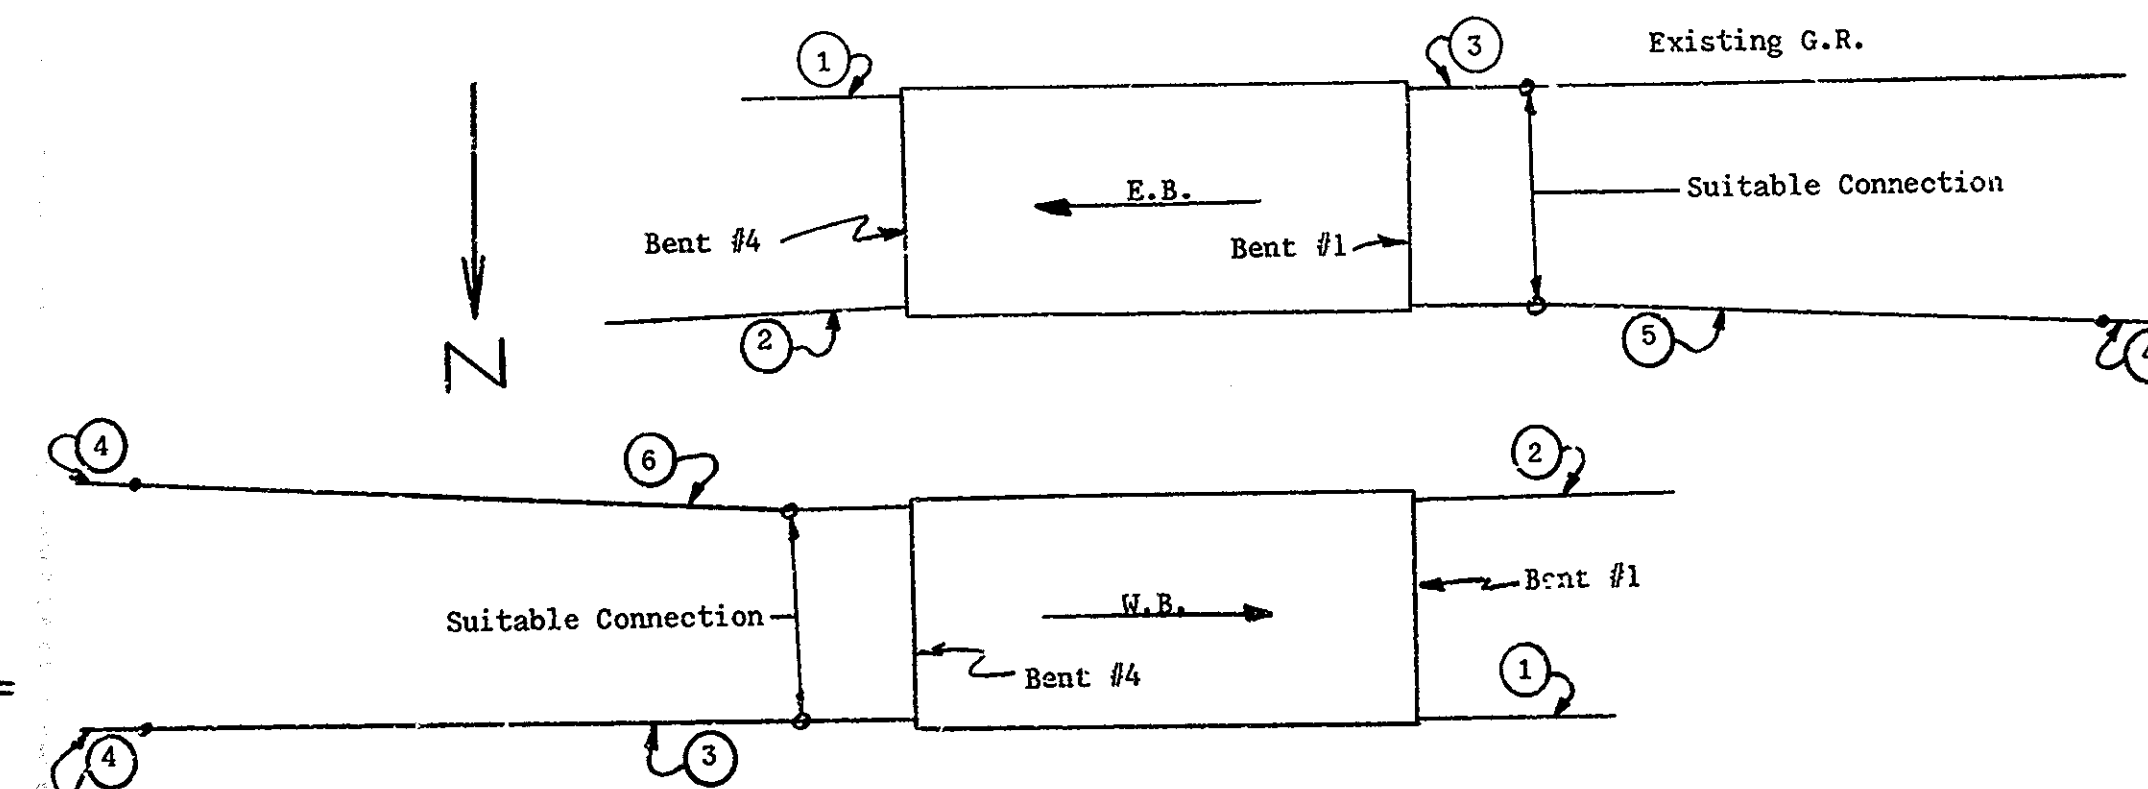 1
3
Existing G.R.
E.B.
Suitable Connection
Bent #4
Bent #1
2
5
N
4
6
2
Suitable Connection
W.B.
Bent #1
Bent #4
1
4
3
=